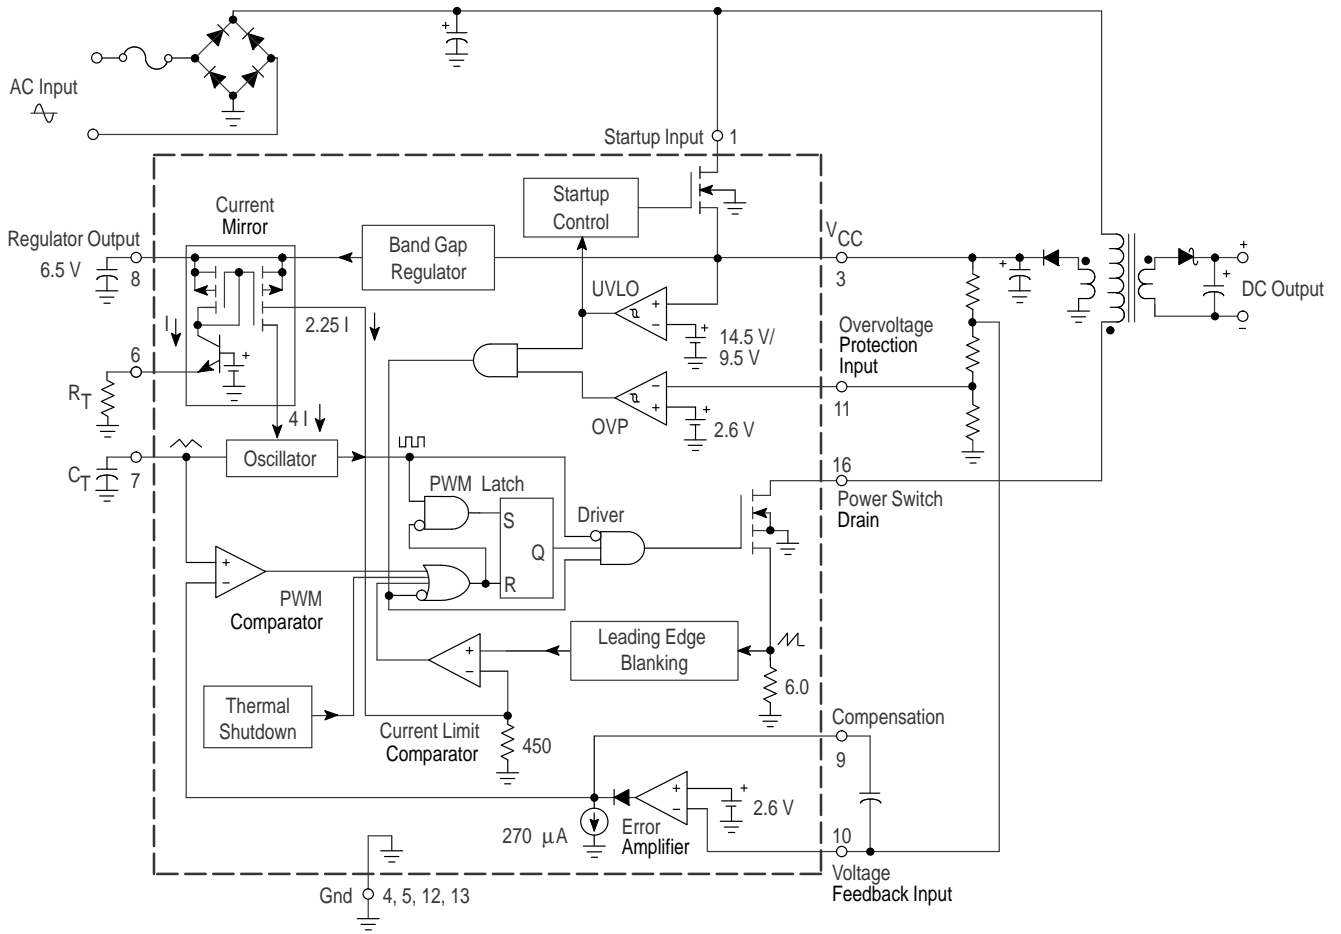 AC Input
Startup Input
1
Current
Mirror
Startup
Control
Regulator Output
6.5 V
8
Band Gap
Regulator
VCC
3
DC Output
+
−
UVLO
+
−
14.5 V/
9.5 V
I
2.25 I
Overvoltage
Protection
Input
11
6
RT
4 I
OVP
−
+
2.6 V
CT
7
Oscillator
16
Power Switch
Drain
PWM Latch
S
Q
R
Driver
+
−
PWM
Comparator
Leading Edge
Blanking
+
−
6.0
Thermal
Shutdown
Current Limit
Comparator
450
Compensation
9
270 µA
Error
Amplifier
+
−
2.6 V
10
Voltage
Feedback Input
Gnd
4, 5, 12, 13